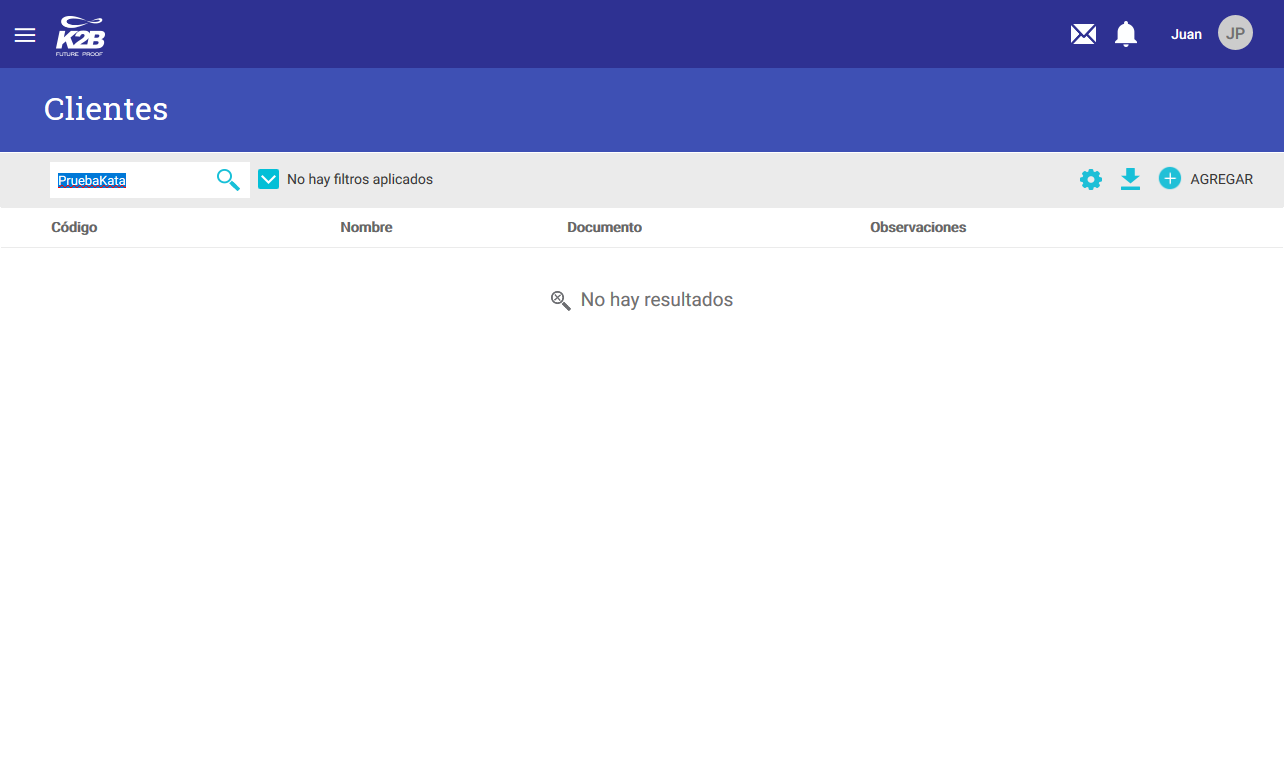 K2B
FUTURE PROOF
Juan
JP
Clientes
PruebaKata
No hay filtros aplicados
AGREGAR
Código Nombre Documento Observaciones
No hay resultados